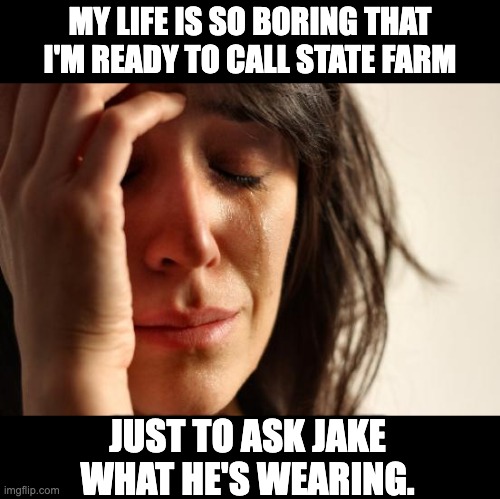 MY LIFE IS SO BORING THAT
I'M READY TO CALL STATE FARM
JUST TO ASK JAKE
WHAT HE'S WEARING.
imgflip.com